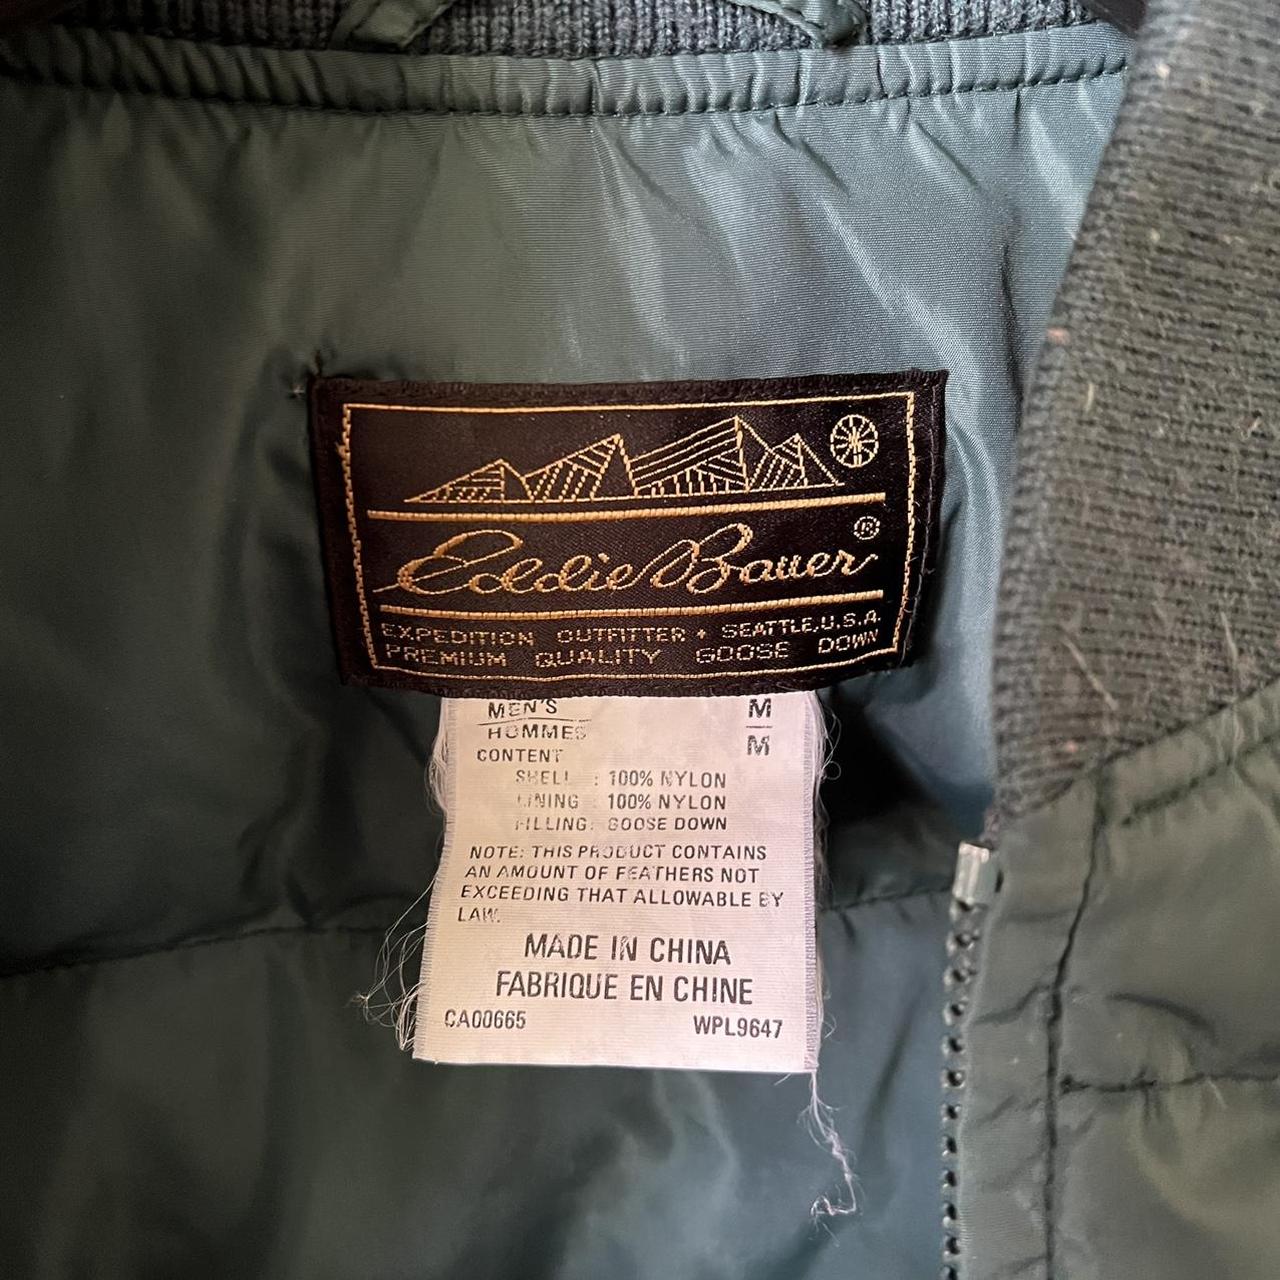 Eddie Bauer ®
EXPEDITION OUTFITTER • SEATTLE, U.S.A.
PREMIUM QUALITY GOOSE DOWN
MEN'S M
HOMMES M
CONTENT
SHELL : 100% NYLON
LINING : 100% NYLON
FILLING: GOOSE DOWN
NOTE: THIS PRODUCT CONTAINS
AN AMOUNT OF FEATHERS NOT
EXCEEDING THAT ALLOWABLE BY
LAW.
MADE IN CHINA
FABRIQUE EN CHINE
CA00665 WPL9647